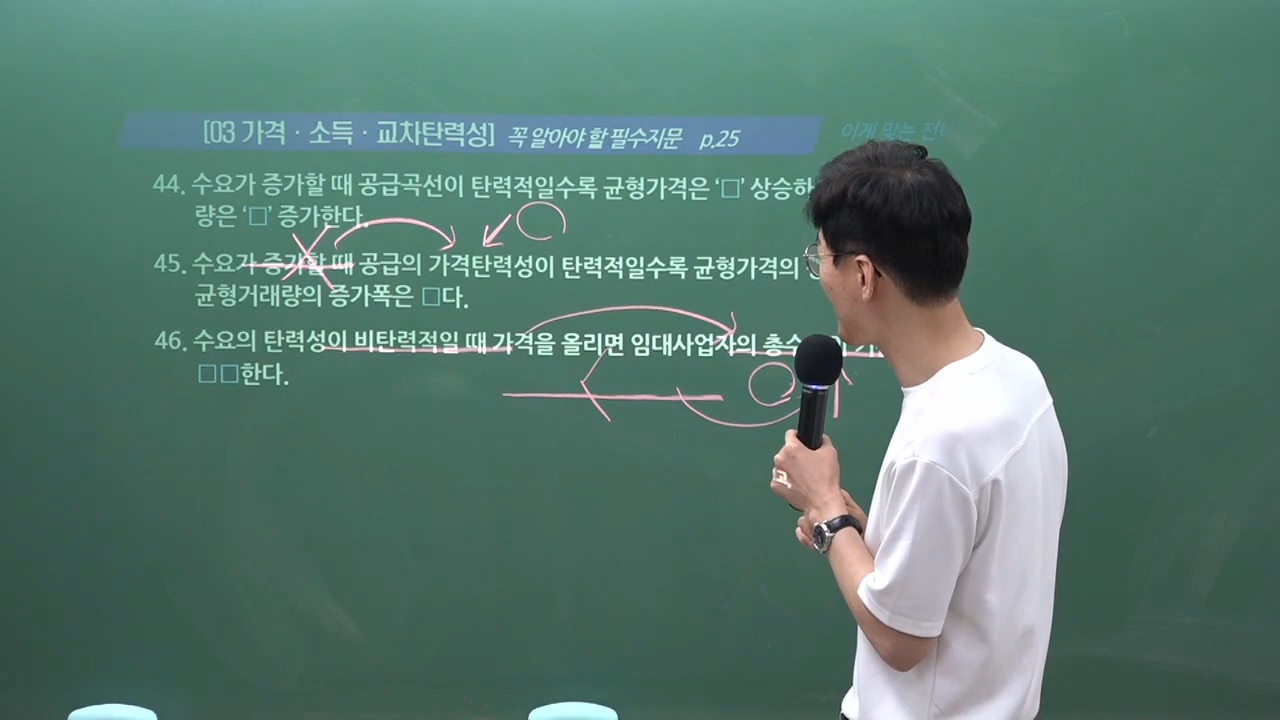 [03 가격 · 소득 · 교차탄력성] 꼭 알아야 할 필수지문 p.25 이게 맞는
44. 수요가 증가할 때 공급곡선이 탄력적일수록 균형가격은 ‘□’ 상승하
량은 ‘□’ 증가한다.
45. 수요가 증가할 때 공급의 가격탄력성이 탄력적일수록 균형가격의
균형거래량의 증가폭은 □다.
46. 수요의 탄력성이 비탄력적일 때 가격을 올리면 임대사업자의
□□한다.